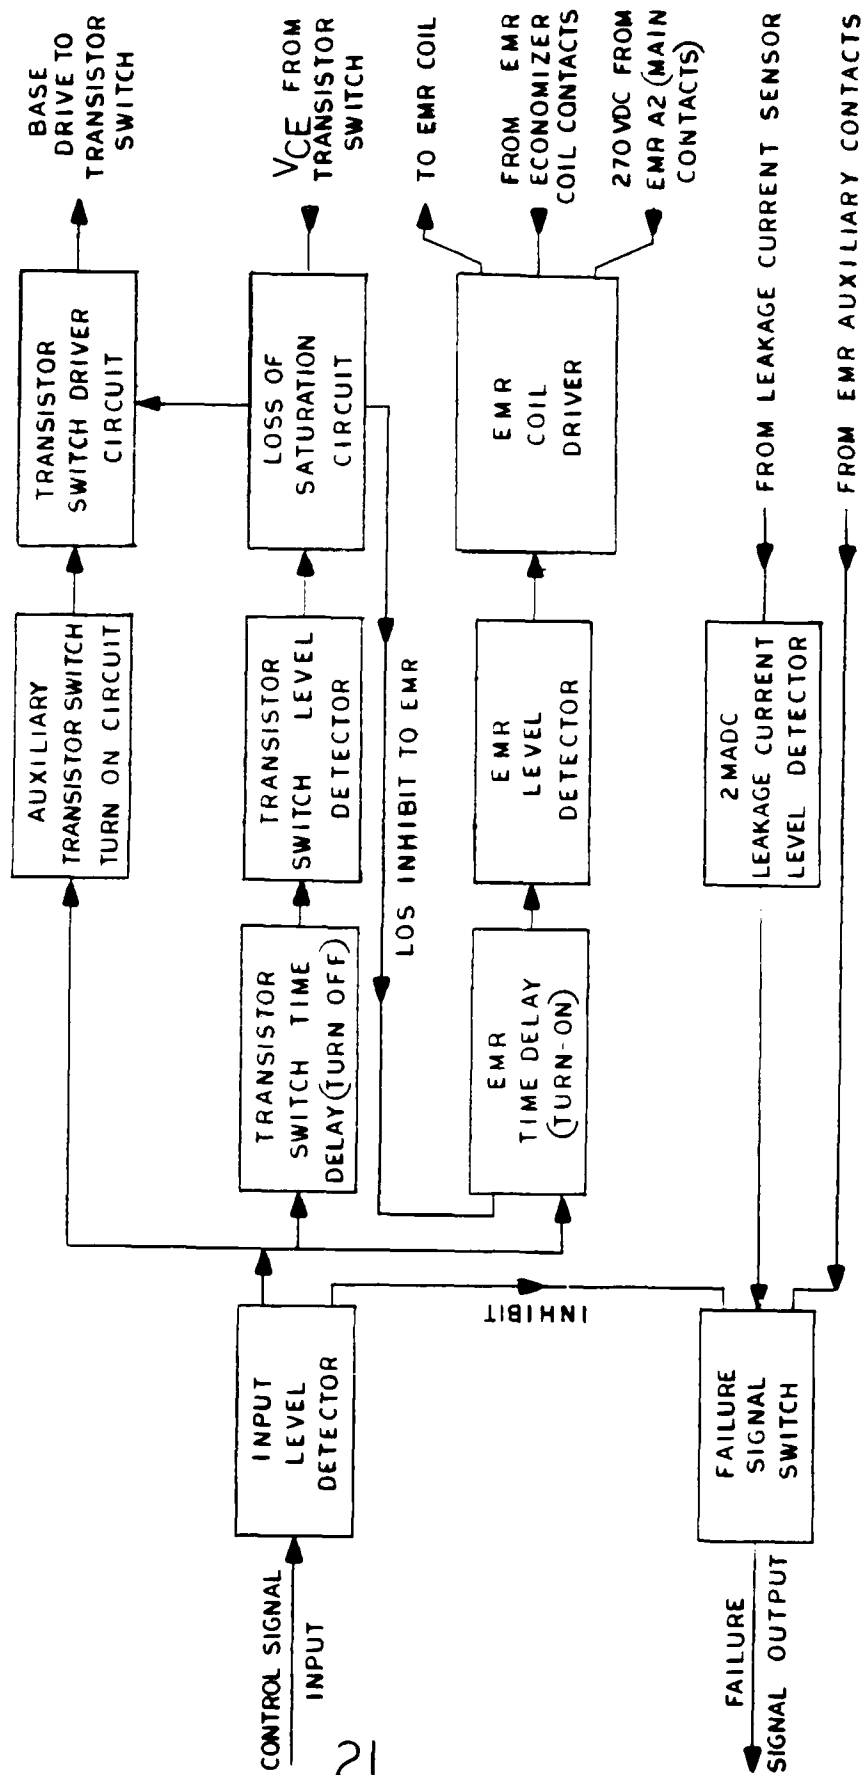 CONTROL SIGNAL
INPUT
INPUT
LEVEL
DETECTOR
AUXILIARY
TRANSISTOR SWITCH
TURN ON CIRCUIT
TRANSISTOR
SWITCH DRIVER
CIRCUIT
BASE
DRIVE TO
TRANSISTOR
SWITCH
TRANSISTOR
SWITCH TIME
DELAY(TURN OFF)
TRANSISTOR
SWITCH LEVEL
DETECTOR
LOSS OF
SATURATION
CIRCUIT
VCE FROM
TRANSISTOR
SWITCH
LOS INHIBIT TO EMR
EMR
TIME DELAY
(TURN-ON)
EMR
LEVEL
DETECTOR
EMR
COIL
DRIVER
TO EMR COIL
FROM EMR
ECONOMIZER
COIL CONTACTS
270VDC FROM
EMR A2(MAIN
CONTACTS)
INHIBIT
FAILURE
SIGNAL
SWITCH
FAILURE
SIGNAL OUTPUT
2MADC
LEAKAGE CURRENT
LEVEL DETECTOR
FROM LEAKAGE CURRENT SENSOR
FROM EMR AUXILIARY CONTACTS
21